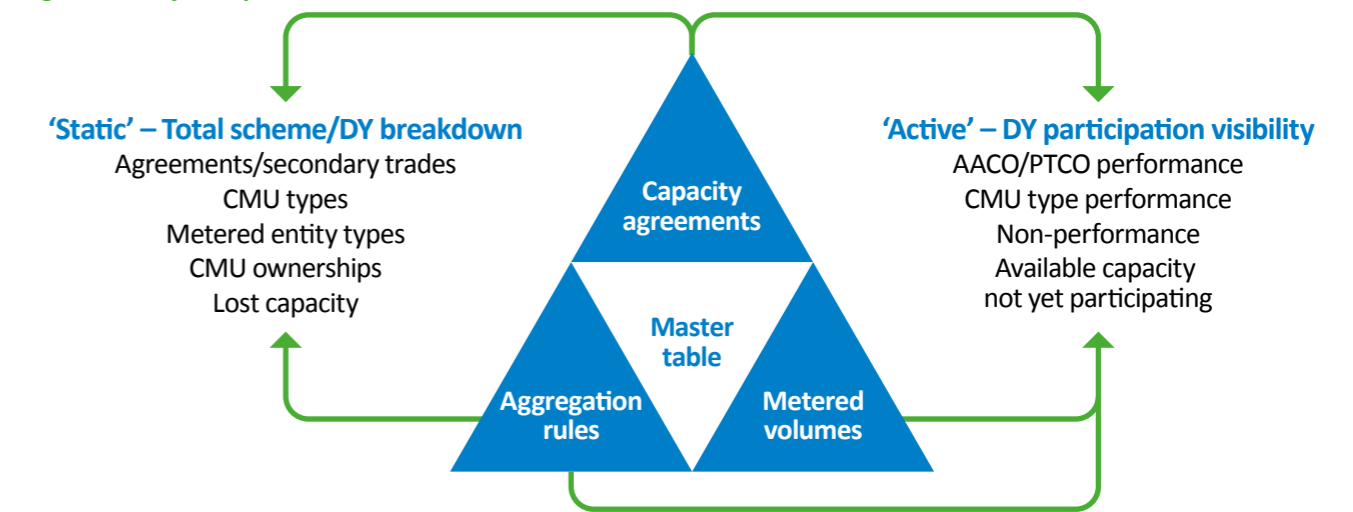 'Static' – Total scheme/DY breakdown
Agreements/secondary trades
CMU types
Metered entity types
CMU ownerships
Lost capacity
'Active' – DY participation visibility
AACO/PTCO performance
CMU type performance
Non-performance
Available capacity
not yet participating
Capacity
agreements
Master
table
Aggregation
rules
Metered
volumes